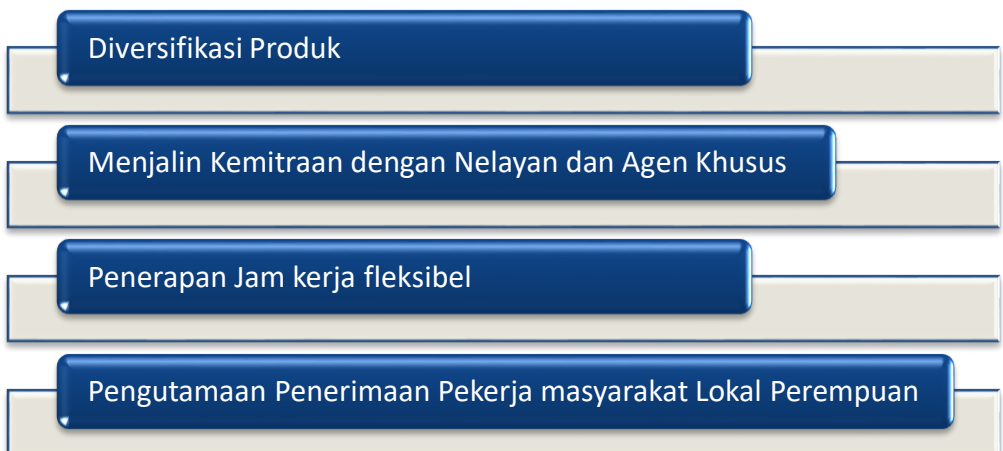 Diversifikasi Produk
Menjalin Kemitraan dengan Nelayan dan Agen Khusus
Penerapan Jam kerja fleksibel
Pengutamaan Penerimaan Pekerja masyarakat Lokal Perempuan